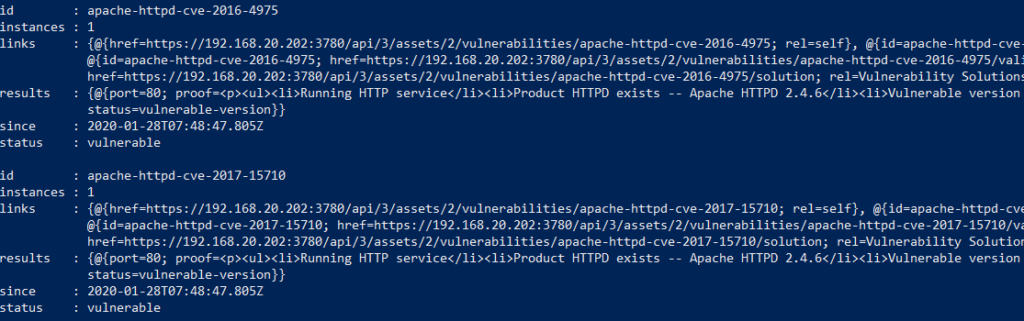 id        : apache-httpd-cve-2016-4975
instances : 1
links     : {@{href=https://192.168.20.202:3780/api/3/assets/2/vulnerabilities/apache-httpd-cve-2016-4975; rel=self}, @{id=apache-httpd-cve-
            @{id=apache-httpd-cve-2016-4975; href=https://192.168.20.202:3780/api/3/assets/2/vulnerabilities/apache-httpd-cve-2016-4975/vali
            href=https://192.168.20.202:3780/api/3/assets/2/vulnerabilities/apache-httpd-cve-2016-4975/solution; rel=Vulnerability Solutions
results   : {@{port=80; proof=<p><ul><li>Running HTTP service</li><li>Product HTTPD exists -- Apache HTTPD 2.4.6</li><li>Vulnerable version
            status=vulnerable-version}}
since     : 2020-01-28T07:48:47.805Z
status    : vulnerable

id        : apache-httpd-cve-2017-15710
instances : 1
links     : {@{href=https://192.168.20.202:3780/api/3/assets/2/vulnerabilities/apache-httpd-cve-2017-15710; rel=self}, @{id=apache-httpd-cve
            @{id=apache-httpd-cve-2017-15710; href=https://192.168.20.202:3780/api/3/assets/2/vulnerabilities/apache-httpd-cve-2017-15710/va
            href=https://192.168.20.202:3780/api/3/assets/2/vulnerabilities/apache-httpd-cve-2017-15710/solution; rel=Vulnerability Solution
results   : {@{port=80; proof=<p><ul><li>Running HTTP service</li><li>Product HTTPD exists -- Apache HTTPD 2.4.6</li><li>Vulnerable version
            status=vulnerable-version}}
since     : 2020-01-28T07:48:47.805Z
status    : vulnerable